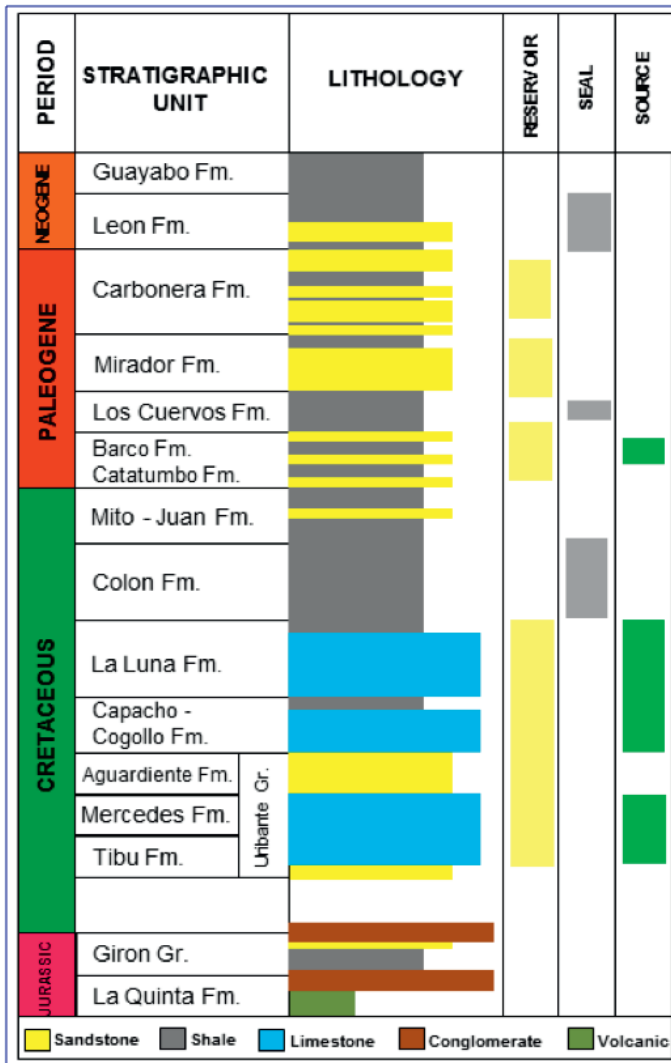 PERIOD
STRATIGRAPHIC
UNIT
LITHOLOGY
RESERVOIR
SEAL
SOURCE
NEOGENE
Guayabo Fm.
Leon Fm.
PALEOGENE
Carbonera Fm.
Mirador Fm.
Los Cuervos Fm.
Barco Fm.
Catatumbo Fm.
CRETACEOUS
Mito - Juan Fm.
Colon Fm.
La Luna Fm.
Capacho -
Cogollo Fm.
Aguardiente Fm.
Mercedes Fm.
Tibu Fm.
Uribante Gr.
JURASSIC
Giron Gr.
La Quinta Fm.
Sandstone
Shale
Limestone
Conglomerate
Volcanic